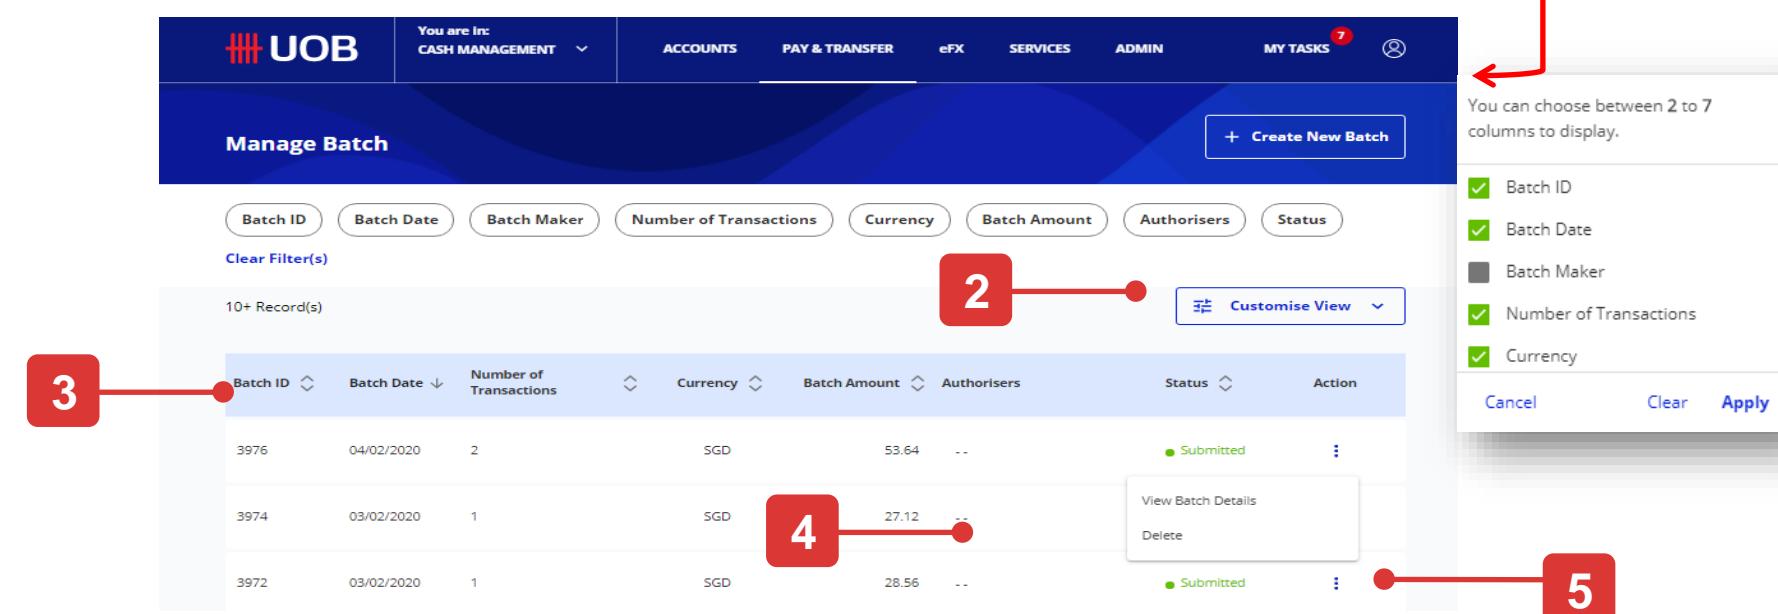 UOB
You are in:
CASH MANAGEMENT
ACCOUNTS
PAY & TRANSFER
eFX
SERVICES
ADMIN
MY TASKS
7
Manage Batch
+ Create New Batch
Batch ID
Batch Date
Batch Maker
Number of Transactions
Currency
Batch Amount
Authorisers
Status
Clear Filter(s)
10+ Record(s)
2
Customise View
3
Batch ID Batch Date Number of Transactions Currency Batch Amount Authorisers Status Action
3976 04/02/2020 2 SGD 53.64 -- Submitted
3974 03/02/2020 1 SGD 27.12 --
4
View Batch Details
Delete
3972 03/02/2020 1 SGD 28.56 -- Submitted
5
You can choose between 2 to 7
columns to display.
Batch ID
Batch Date
Batch Maker
Number of Transactions
Currency
Cancel
Clear
Apply